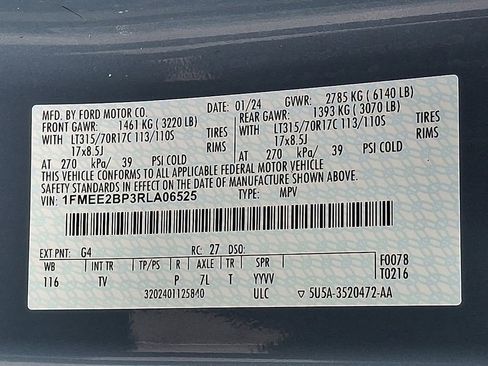 MFD. BY FORD MOTOR CO. DATE: 01/24 GVWR: 2785 KG ( 6140 LB)
FRONT GAWR: 1461 KG ( 3220 LB) REAR GAWR: 1393 KG ( 3070 LB)
WITH LT315/70R17C 113/110S TIRES WITH LT315/70R17C 113/110S TIRES
17x8.5J RIMS 17x8.5J RIMS
AT 270 kPa/ 39 PSI COLD AT 270 kPa/ 39 PSI COLD
THIS VEHICLE CONFORMS TO ALL APPLICABLE FEDERAL MOTOR VEHICLE
SAFETY STANDARDS IN EFFECT ON THE DATE OF MANUFACTURE SHOWN ABOVE.
VIN: 1FMEE2BP3RLA06525 TYPE: MPV
EXT PNT: G4 RC: 27 DSO: F0078
WB INT TR TP/PS R AXLE TR SPR T0216
116 TV P 7L T YYVV
3202401125840 ULC ▽ 5U5A-3520472-AA